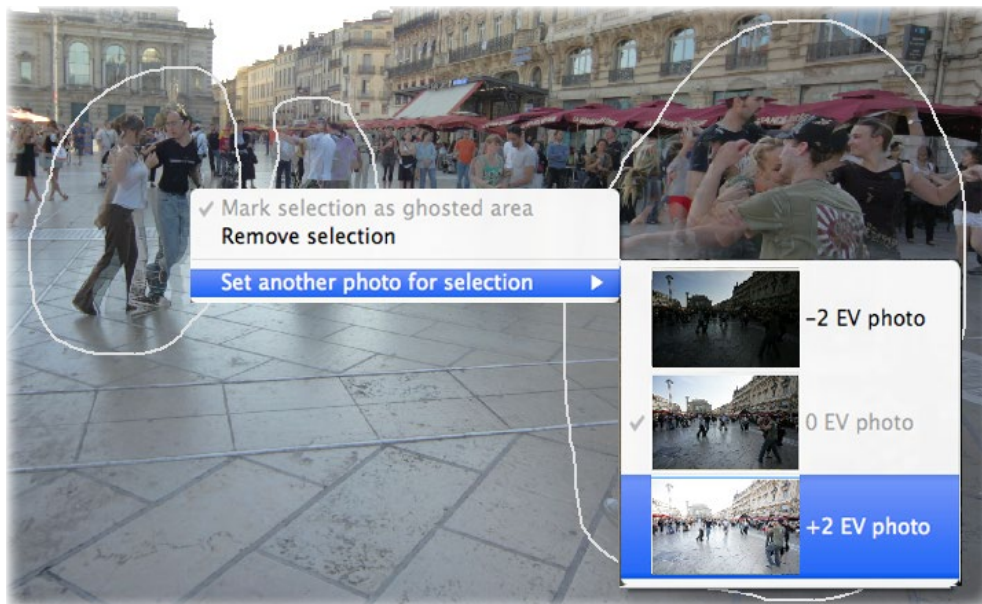 Mark selection as ghosted area
Remove selection
Set another photo for selection
−2 EV photo
0 EV photo
+2 EV photo